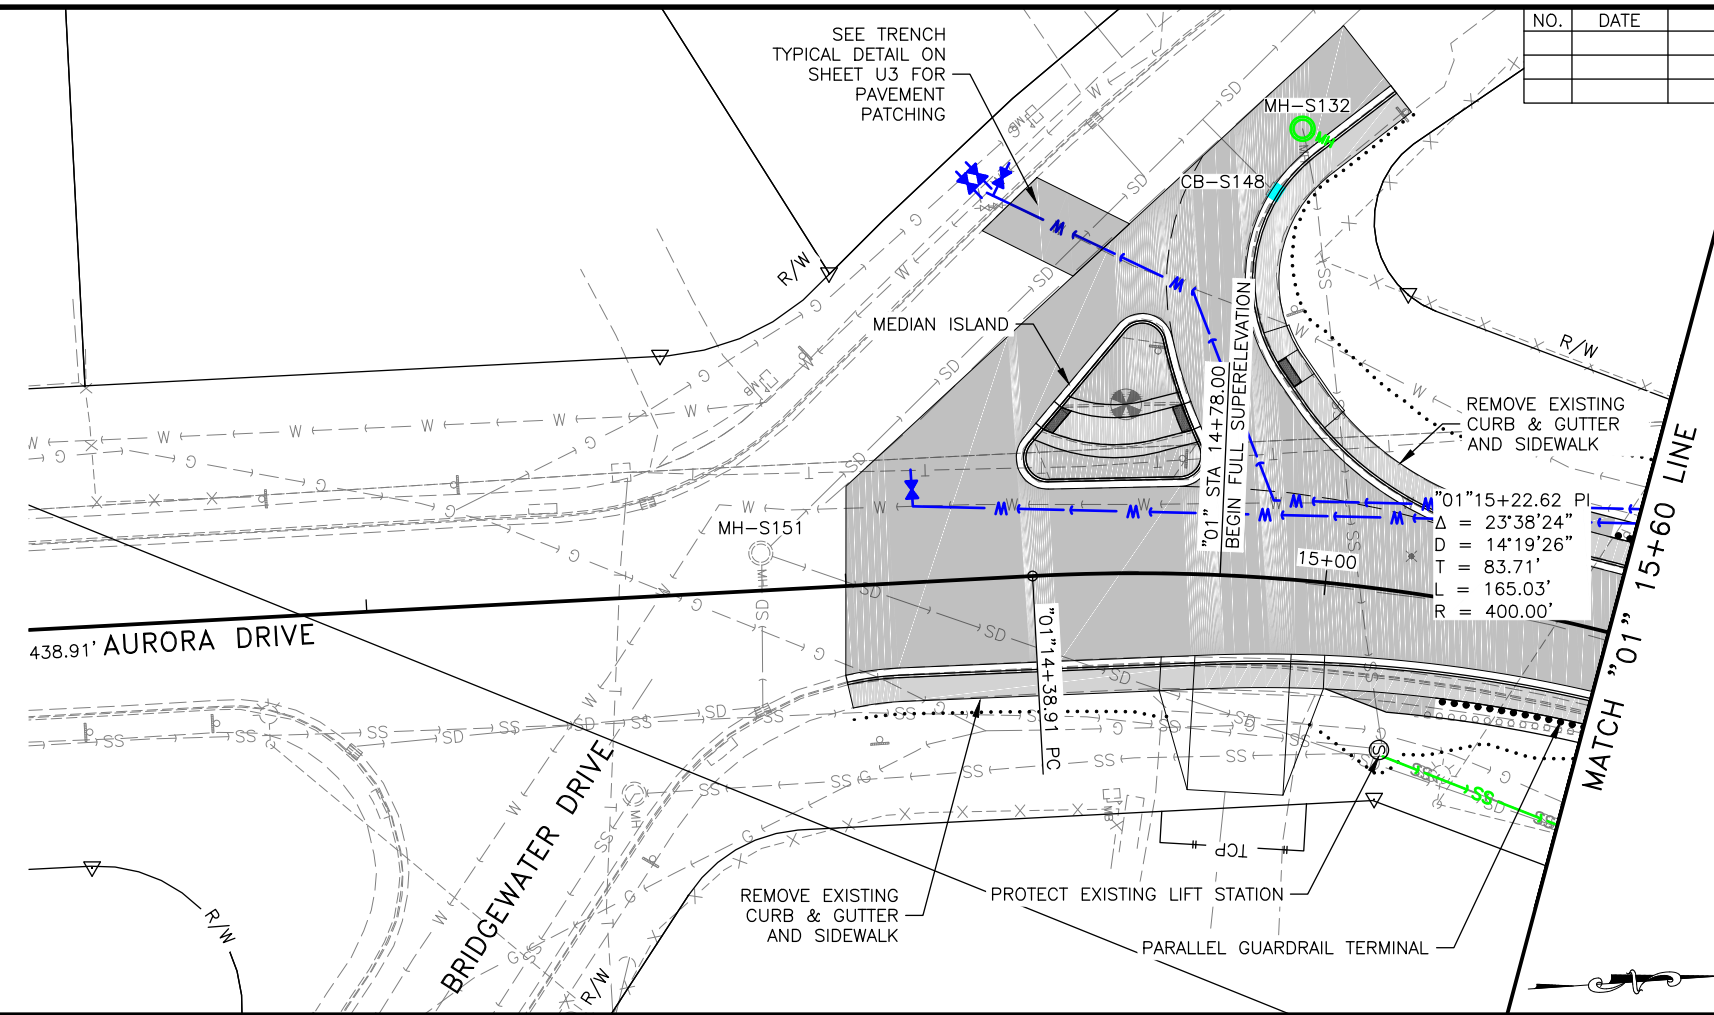 NO. DATE
SEE TRENCH
TYPICAL DETAIL ON
SHEET U3 FOR
PAVEMENT
PATCHING
MH-S132
CB-S148
R/W
MEDIAN ISLAND
R/W
REMOVE EXISTING
CURB & GUTTER
AND SIDEWALK
"01" STA 14+78.00
BEGIN FULL SUPERELEVATION
MH-S151
"01"15+22.62 PI
Δ = 23°38'24"
D = 14°19'26"
T = 83.71'
L = 165.03'
R = 400.00'
15+00
MATCH "01" 15+60 LINE
438.91' AURORA DRIVE
"01"14+38.91 PC
BRIDGEWATER DRIVE
TCP
REMOVE EXISTING
CURB & GUTTER
AND SIDEWALK
PROTECT EXISTING LIFT STATION
PARALLEL GUARDRAIL TERMINAL
R/W
R/W